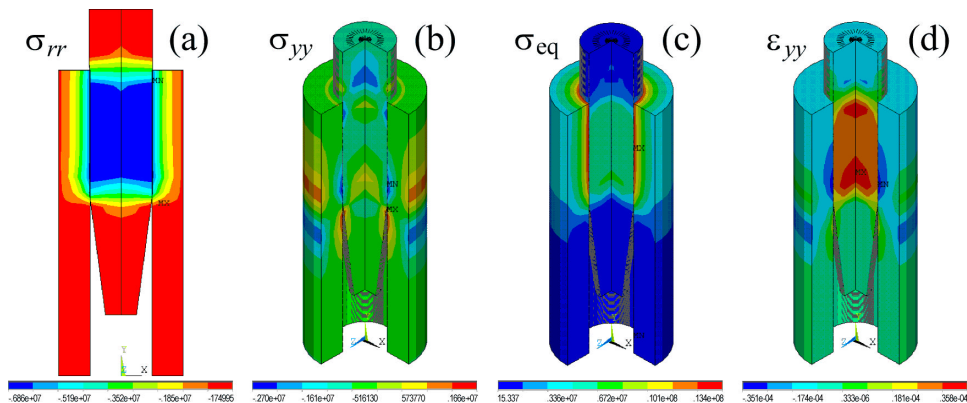 σrr (a)
σyy (b)
σeq (c)
εyy (d)
MN
MX
MN
MX
MX
MX
MN
Y
Z X
Z X
Z X
Z X
-.686e+07 -.519e+07 -.352e+07 -.185e+07 -174995
-.270e+07 -.161e+07 -516130 573770 .166e+07
15.337 .336e+07 .672e+07 .101e+08 .134e+08
-.351e-04 -.174e-04 .333e-06 .181e-04 .358e-04